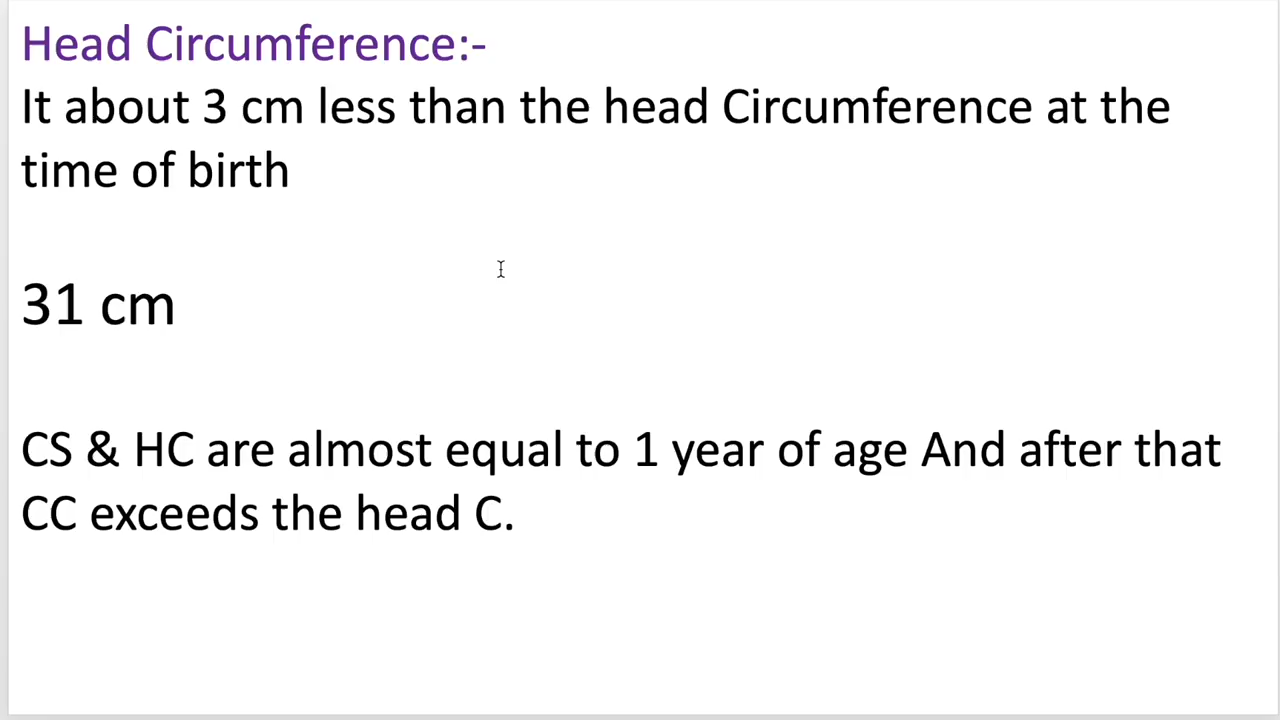 Head Circumference:-
It about 3 cm less than the head Circumference at the
time of birth
31 cm
CS & HC are almost equal to 1 year of age And after that
CC exceeds the head C.